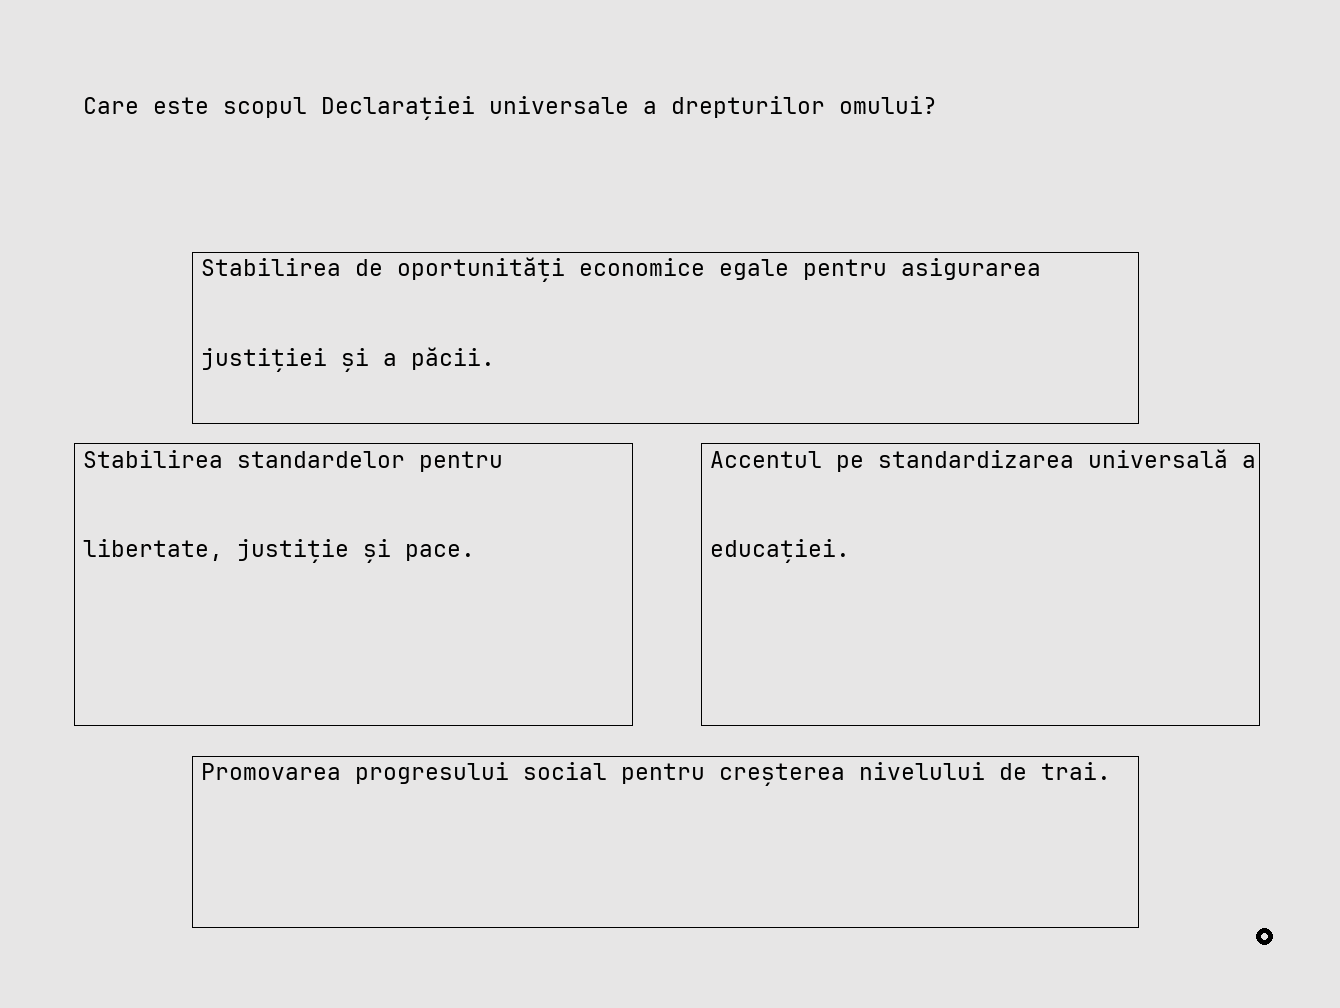 Care este scopul Declarației universale a drepturilor omului?
Stabilirea de oportunități economice egale pentru asigurarea
justiției și a păcii.
Stabilirea standardelor pentru
libertate, justiție și pace.
Accentul pe standardizarea universală a
educației.
Promovarea progresului social pentru creșterea nivelului de trai.